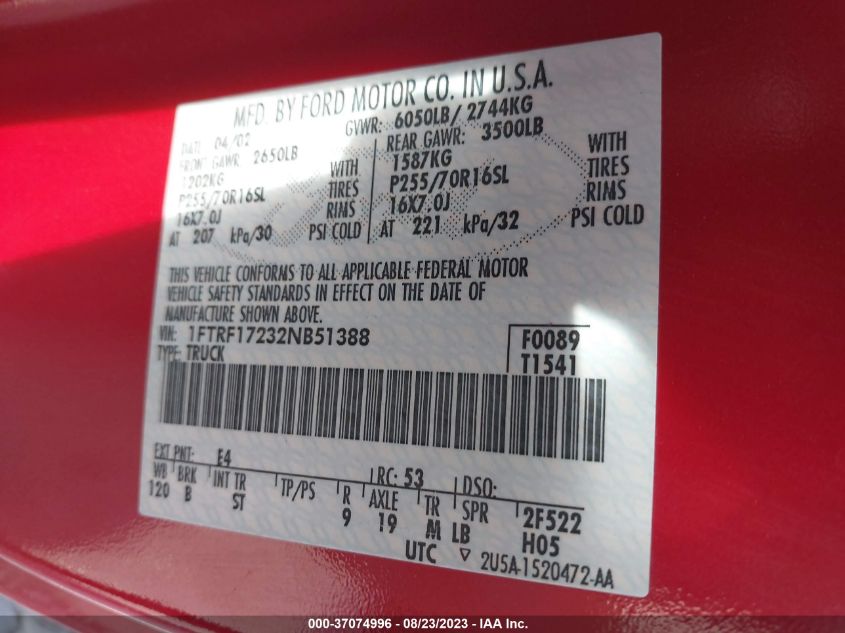 MFD. BY FORD MOTOR CO. IN U.S.A.
DATE 04/02 GVWR: 6050LB/ 2744KG
FRONT GAWR: 2650LB REAR GAWR: 3500LB
1202KG WITH 1587KG WITH
P255/70R16SL TIRES P255/70R16SL TIRES
16X7.0J RIMS 16X7.0J RIMS
AT 207 kPa/30 PSI COLD AT 221 kPa/32 PSI COLD
THIS VEHICLE CONFORMS TO ALL APPLICABLE FEDERAL MOTOR
VEHICLE SAFETY STANDARDS IN EFFECT ON THE DATE OF
MANUFACTURE SHOWN ABOVE.
VIN: 1FTRF17232NB51388 F0089
TYPE: TRUCK T1541
EXT PNT: E4 RC: 53 DSO:
WB BRK INT TR TP/PS R AXLE TR SPR 2F522
120 B ST 9 19 M LB H05
UTC ▽ 2U5A-1520472-AA
000-37074996 - 08/23/2023 - IAA Inc.